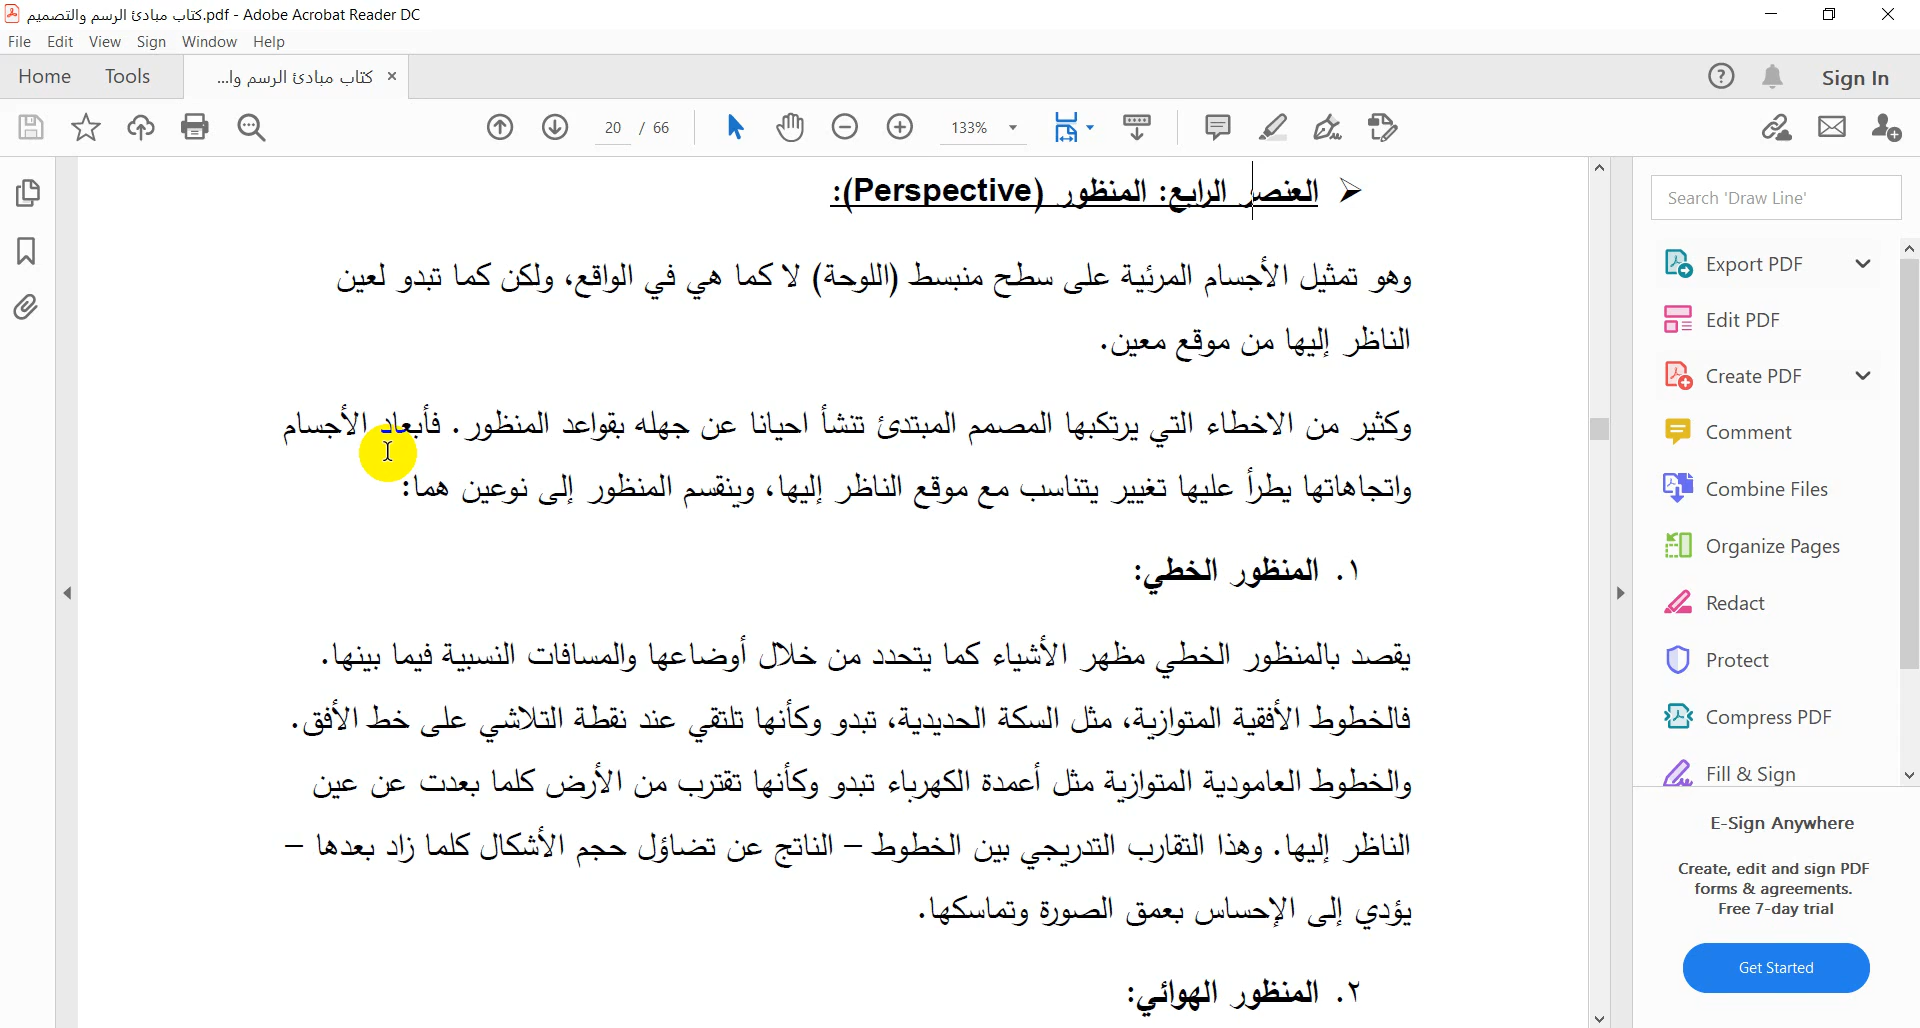 كتاب مبادئ الرسم والتصميم.pdf - Adobe Acrobat Reader DC
File Edit View Sign Window Help
Home Tools كتاب مبادئ الرسم وا... × Sign In
20 / 66 133%
Search 'Draw Line'
➢ العنصر الرابع: المنظور (Perspective):
وهو تمثيل الأجسام المرئية على سطح منبسط (اللوحة) لا كما هي في الواقع، ولكن كما تبدو لعين
الناظر إليها من موقع معين.
وكثير من الاخطاء التي يرتكبها المصمم المبتدئ تنشأ احيانا عن جهله بقواعد المنظور. فأبعاد الأجسام
واتجاهاتها يطرأ عليها تغيير يتناسب مع موقع الناظر إليها، وينقسم المنظور إلى نوعين هما:
١. المنظور الخطي:
يقصد بالمنظور الخطي مظهر الأشياء كما يتحدد من خلال أوضاعها والمسافات النسبية فيما بينها.
فالخطوط الأفقية المتوازية، مثل السكة الحديدية، تبدو وكأنها تلتقي عند نقطة التلاشي على خط الأفق.
والخطوط العامودية المتوازية مثل أعمدة الكهرباء تبدو وكأنها تقترب من الأرض كلما بعدت عن عين
الناظر إليها. وهذا التقارب التدريجي بين الخطوط – الناتج عن تضاؤل حجم الأشكال كلما زاد بعدها –
يؤدي إلى الإحساس بعمق الصورة وتماسكها.
٢. المنظور الهوائي:
Export PDF
Edit PDF
Create PDF
Comment
Combine Files
Organize Pages
Redact
Protect
Compress PDF
Fill & Sign
E-Sign Anywhere
Create, edit and sign PDF
forms & agreements.
Free 7-day trial
Get Started